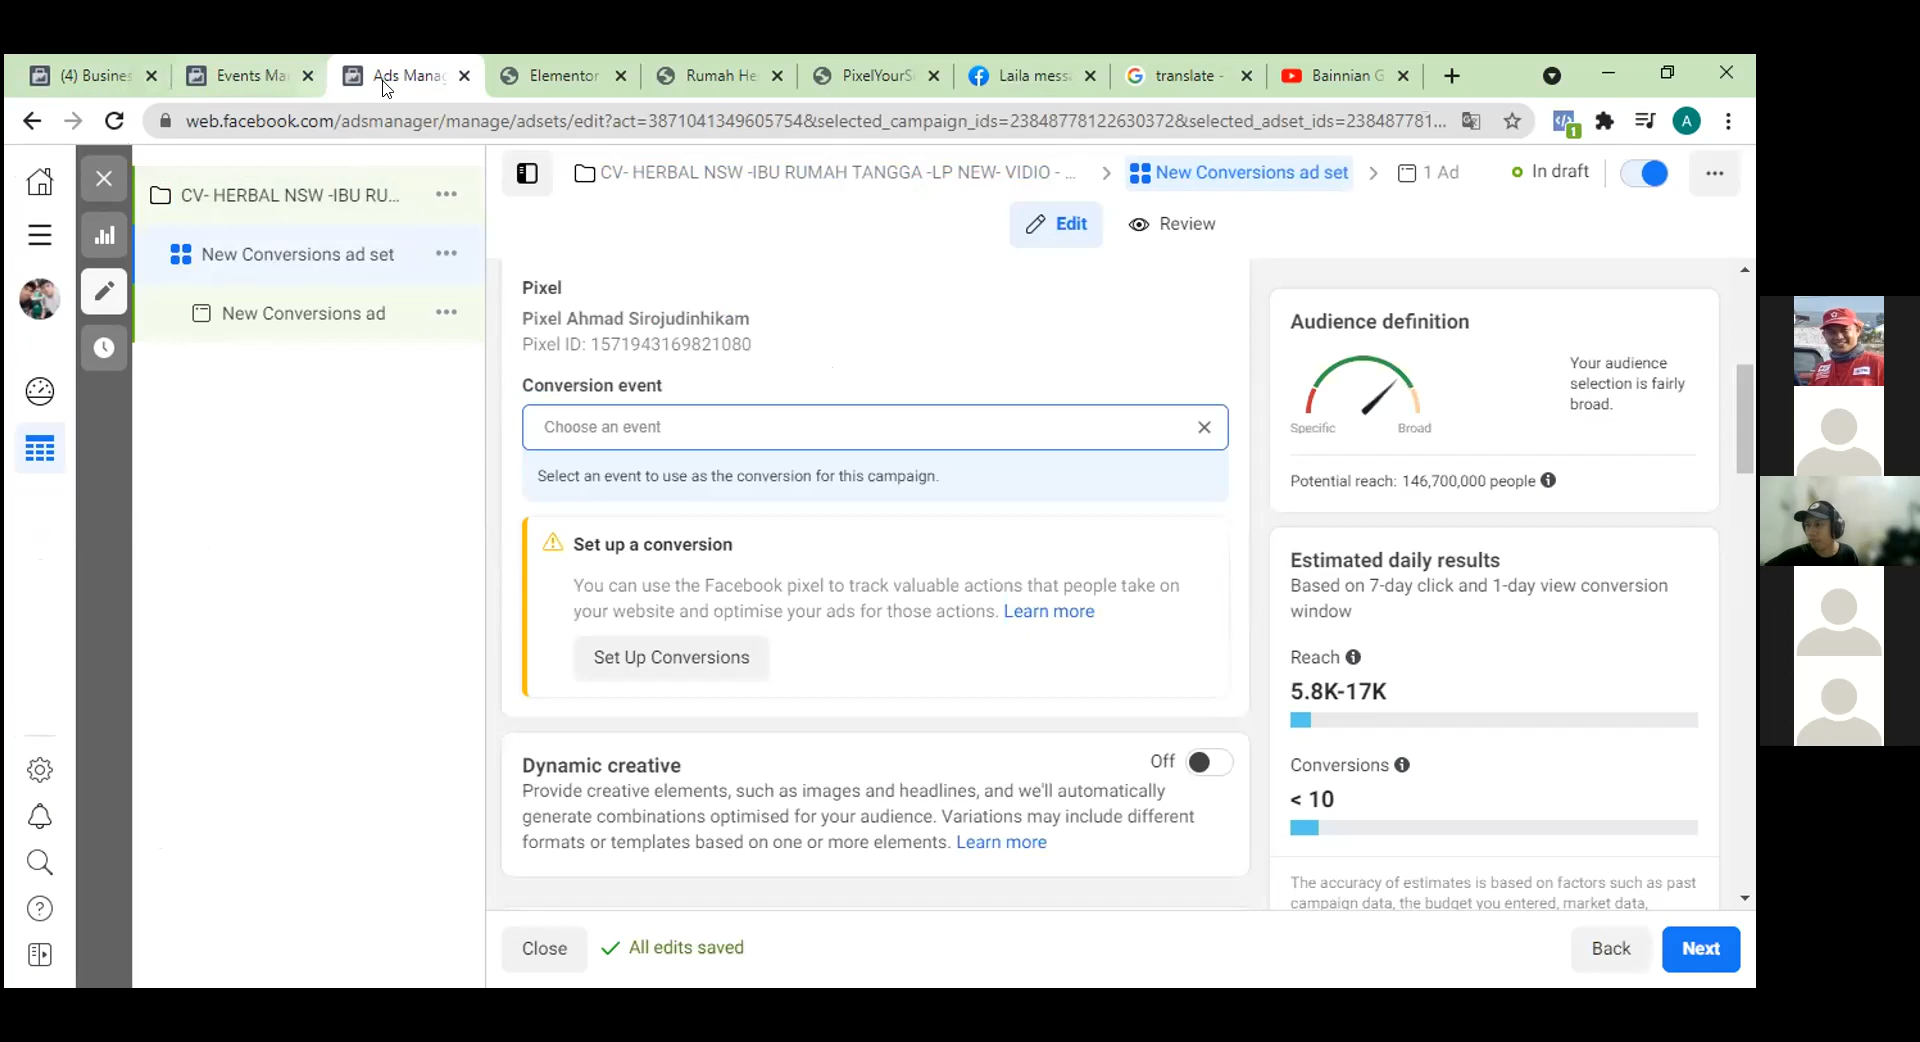 (4) Busines
Events Ma
Ads Manag
Elementor
Rumah He
PixelYourS
Laila mess
translate -
Bainnian G
web.facebook.com/adsmanager/manage/adsets/edit?act=3871041349605754&selected_campaign_ids=23848778122630372&selected_adset_ids=238487781...
1
A
CV- HERBAL NSW -IBU RU...
New Conversions ad set
New Conversions ad
CV- HERBAL NSW -IBU RUMAH TANGGA -LP NEW- VIDIO - ...
New Conversions ad set
1 Ad
In draft
Edit
Review
Pixel
Pixel Ahmad Sirojudinhikam
Pixel ID: 1571943169821080
Conversion event
Choose an event
Select an event to use as the conversion for this campaign.
Set up a conversion
You can use the Facebook pixel to track valuable actions that people take on
your website and optimise your ads for those actions. Learn more
Set Up Conversions
Dynamic creative
Off
Provide creative elements, such as images and headlines, and we'll automatically
generate combinations optimised for your audience. Variations may include different
formats or templates based on one or more elements. Learn more
Audience definition
Your audience
selection is fairly
broad.
Specific
Broad
Potential reach: 146,700,000 people
Estimated daily results
Based on 7-day click and 1-day view conversion
window
Reach
5.8K-17K
Conversions
< 10
The accuracy of estimates is based on factors such as past
campaign data, the budget you entered, market data,
Close
All edits saved
Back
Next